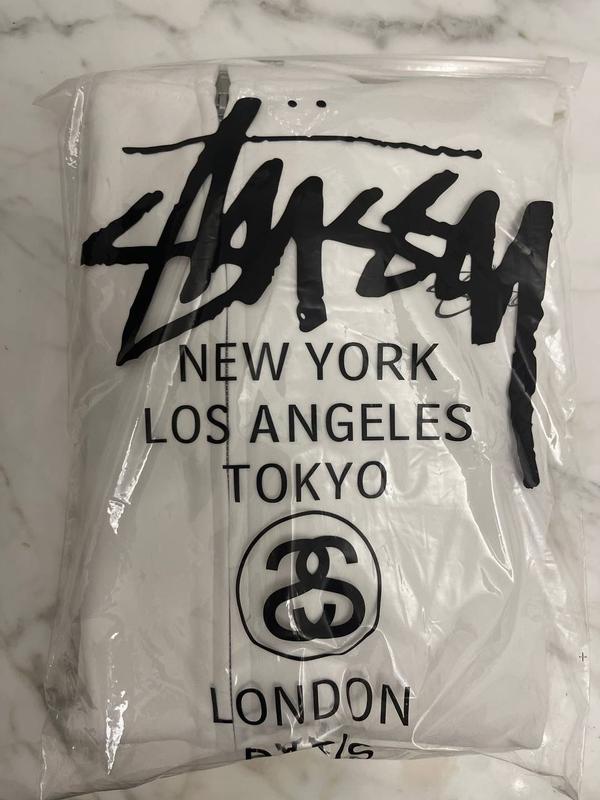 Stüssy
NEW YORK
LOS ANGELES
TOKYO
LONDON